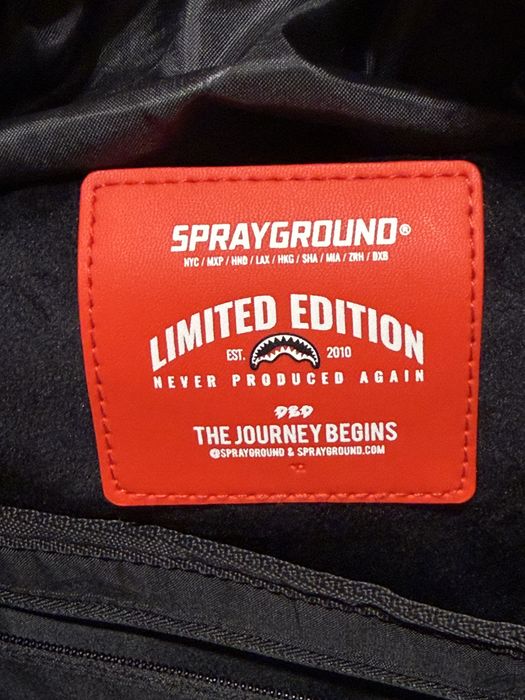 SPRAYGROUND®
NYC / MXP / HND / LAX / HKG / SHA / MIA / ZRH / DXB
LIMITED EDITION
EST. 2010
NEVER PRODUCED AGAIN
DBD
THE JOURNEY BEGINS
@SPRAYGROUND & SPRAYGROUND.COM